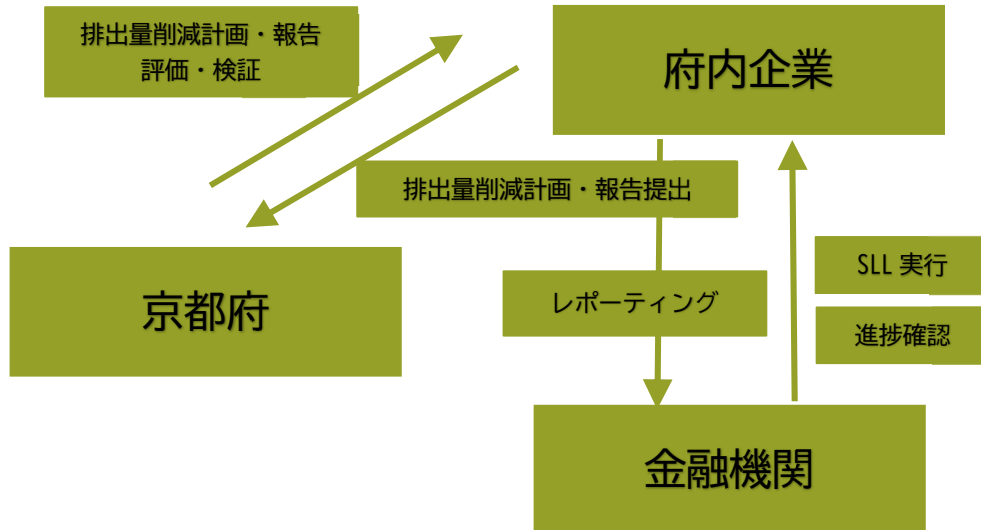 排出量削減計画・報告
評価・検証
府内企業
排出量削減計画・報告提出
京都府
レポーティング
SLL 実行
進捗確認
金融機関